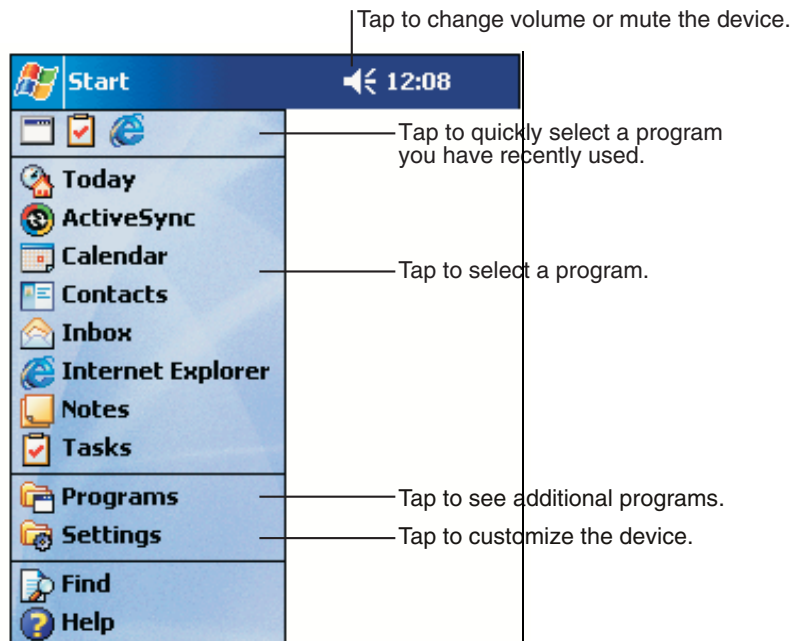 Tap to change volume or mute the device.
Start
12:08
Tap to quickly select a program
you have recently used.
Today
ActiveSync
Calendar
Tap to select a program.
Contacts
Inbox
Internet Explorer
Notes
Tasks
Programs
Tap to see additional programs.
Settings
Tap to customize the device.
Find
Help